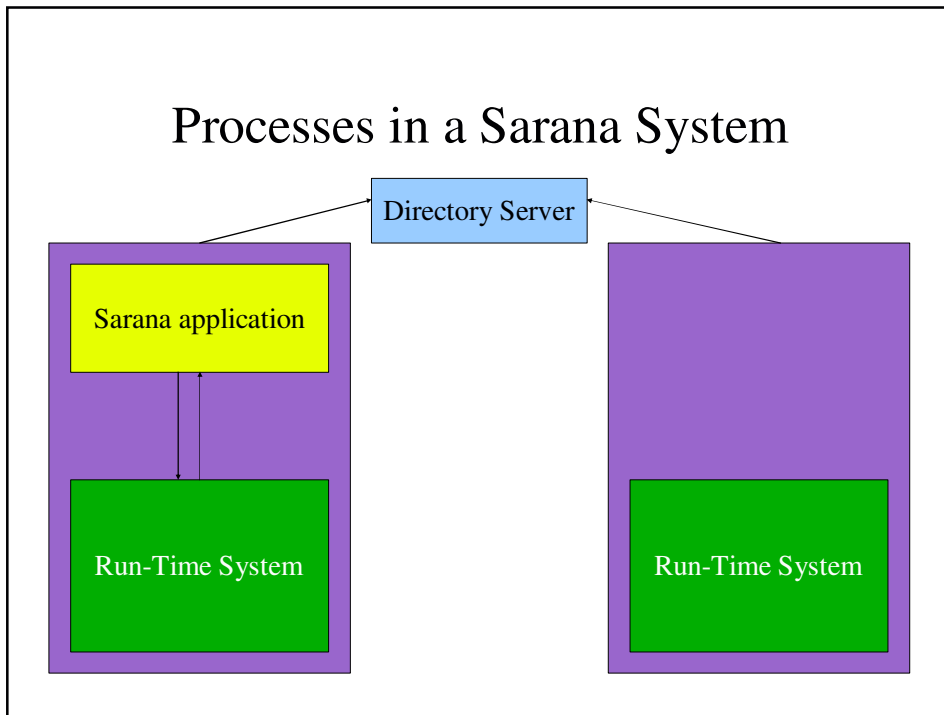 Processes in a Sarana System
Directory Server
Sarana application
Run-Time System
Run-Time System